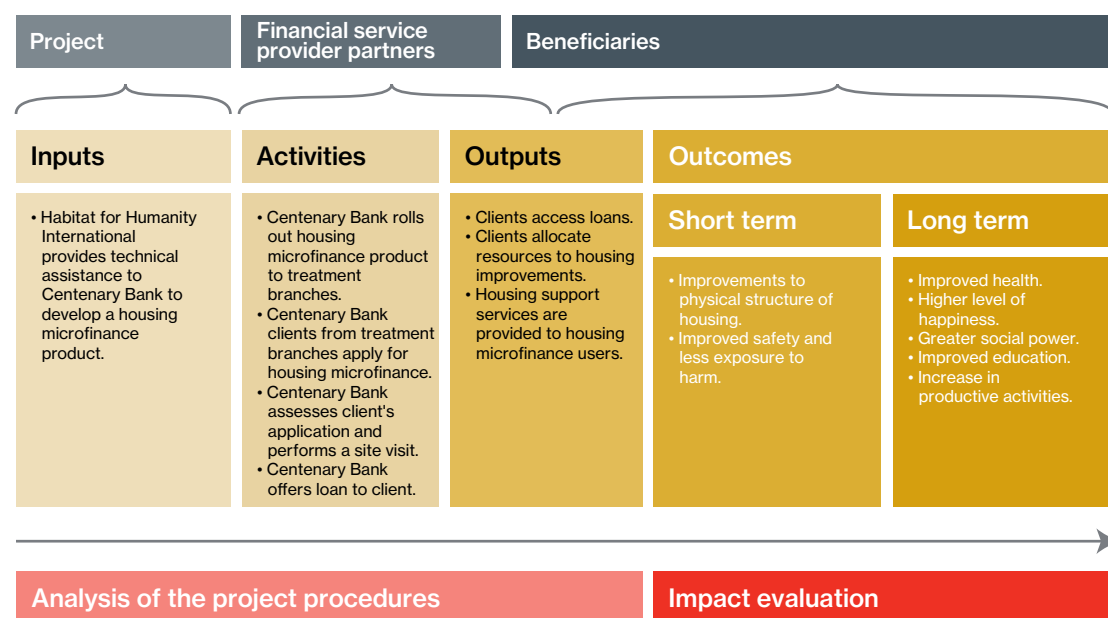 Project
Financial service
provider partners
Beneficiaries
Inputs
Activities
Outputs
Outcomes
• Habitat for Humanity
International
provides technical
assistance to
Centenary Bank to
develop a housing
microfinance
product.
• Centenary Bank rolls
out housing
microfinance product
to treatment
branches.
• Centenary Bank
clients from treatment
branches apply for
housing microfinance.
• Centenary Bank
assesses client's
application and
performs a site visit.
• Centenary Bank
offers loan to client.
• Clients access loans.
• Clients allocate
resources to housing
improvements.
• Housing support
services are
provided to housing
microfinance users.
Short term
• Improvements to
physical structure of
housing.
• Improved safety and
less exposure to
harm.
Long term
• Improved health.
• Higher level of
happiness.
• Greater social power.
• Improved education.
• Increase in
productive activities.
Analysis of the project procedures
Impact evaluation